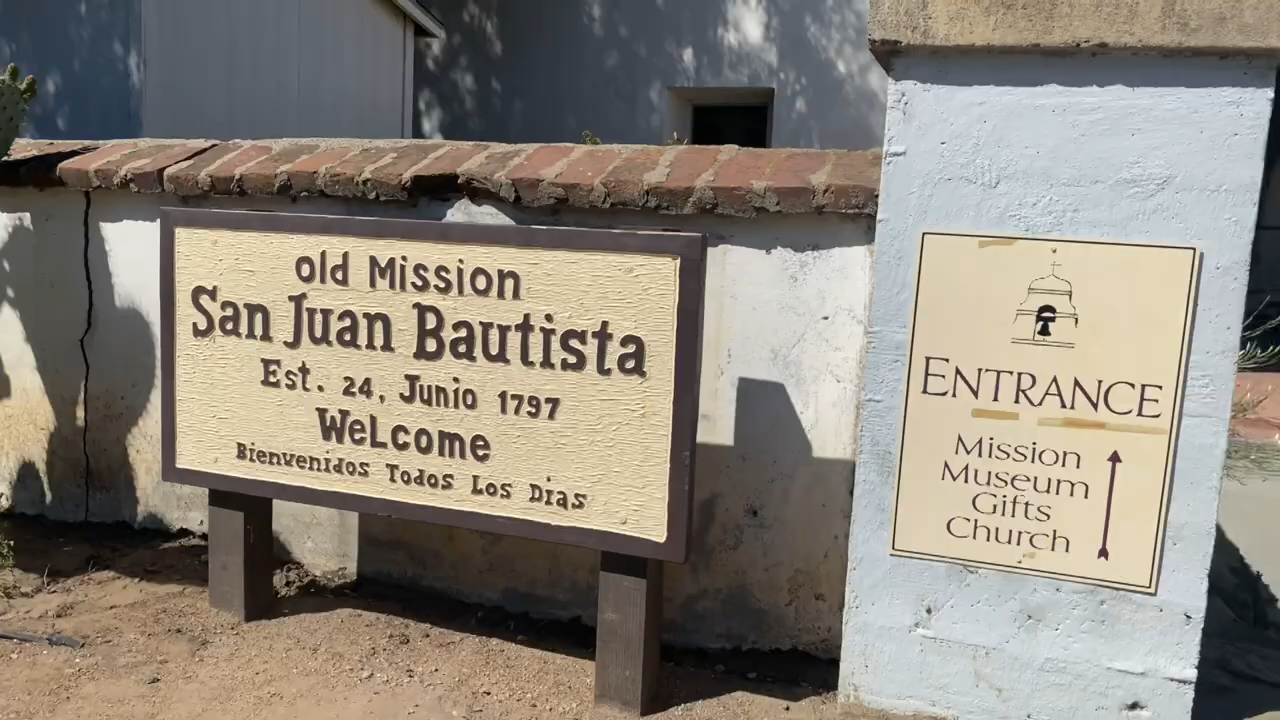 old Mission
San Juan Bautista
Est. 24, Junio 1797
WeLcome
Bienvenidos Todos Los Dias
ENTRANCE
Mission
Museum
Gifts
Church